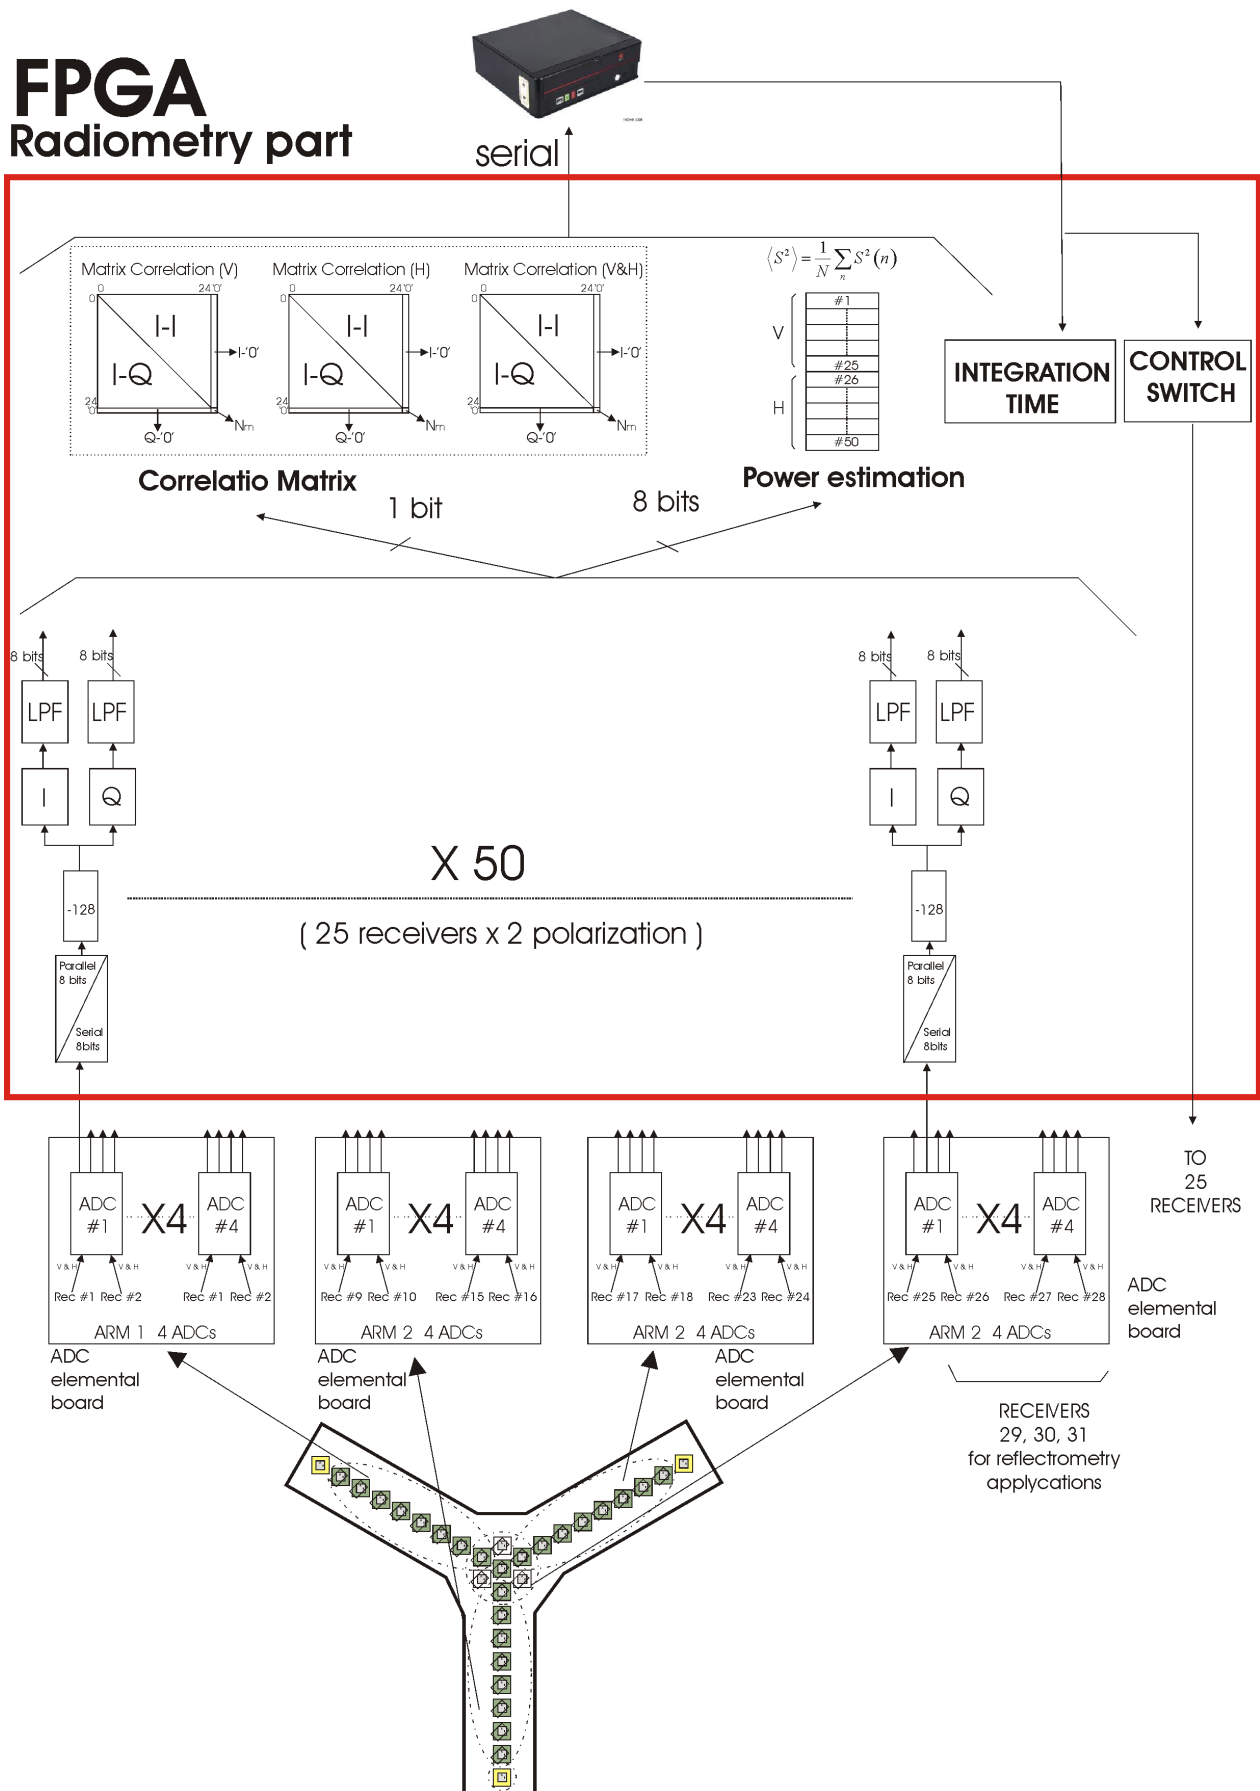 FPGA
Radiometry part
serial
Matrix Correlation (V)
Matrix Correlation (H)
Matrix Correlation (V&H)
0 24'0'
0
I-I
I-Q
24
'0'
I-'0'
Q-'0'
Nm
0 24'0'
0
I-I
I-Q
24
'0'
I-'0'
Q-'0'
Nm
0 24'0'
0
I-I
I-Q
24
'0'
I-'0'
Q-'0'
Nm
⟨S²⟩ = 1/N ∑n S²(n)
V
#1
#25
H
#26
#50
INTEGRATION
TIME
CONTROL
SWITCH
Correlatio Matrix
Power estimation
1 bit
8 bits
8 bits
8 bits
8 bits
8 bits
LPF
LPF
LPF
LPF
I
Q
I
Q
X 50
-128
-128
( 25 receivers x 2 polarization )
Parallel
8 bits
Serial
8bits
Parallel
8 bits
Serial
8bits
ADC
#1
X4
ADC
#4
V & H
V & H
V & H
V & H
Rec #1 Rec #2
Rec #1 Rec #2
ARM 1 4 ADCs
ADC
elemental
board
ADC
#1
X4
ADC
#4
V & H
V & H
V & H
V & H
Rec #9 Rec #10
Rec #15 Rec #16
ARM 2 4 ADCs
ADC
elemental
board
ADC
#1
X4
ADC
#4
V & H
V & H
V & H
V & H
Rec #17 Rec #18
Rec #23 Rec #24
ARM 2 4 ADCs
ADC
elemental
board
ADC
#1
X4
ADC
#4
V & H
V & H
V & H
V & H
Rec #25 Rec #26
Rec #27 Rec #28
ARM 2 4 ADCs
TO
25
RECEIVERS
ADC
elemental
board
RECEIVERS
29, 30, 31
for reflectrometry
applycations